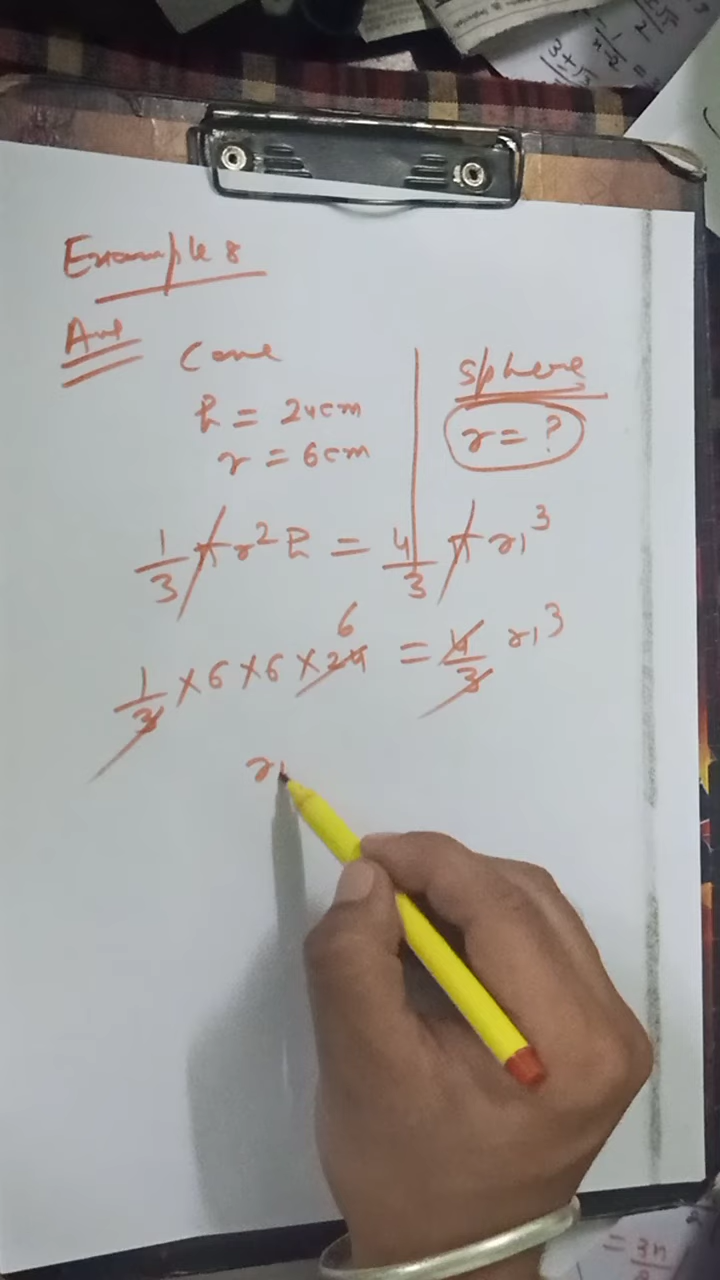 Example 8
Ans
Cone
h = 24cm
r = 6cm
Sphere
r = ?
1/3 π r² h = 4/3 π r₁³
1/3 × 6 × 6 × 24 6 = 4/3 r₁³
r₁